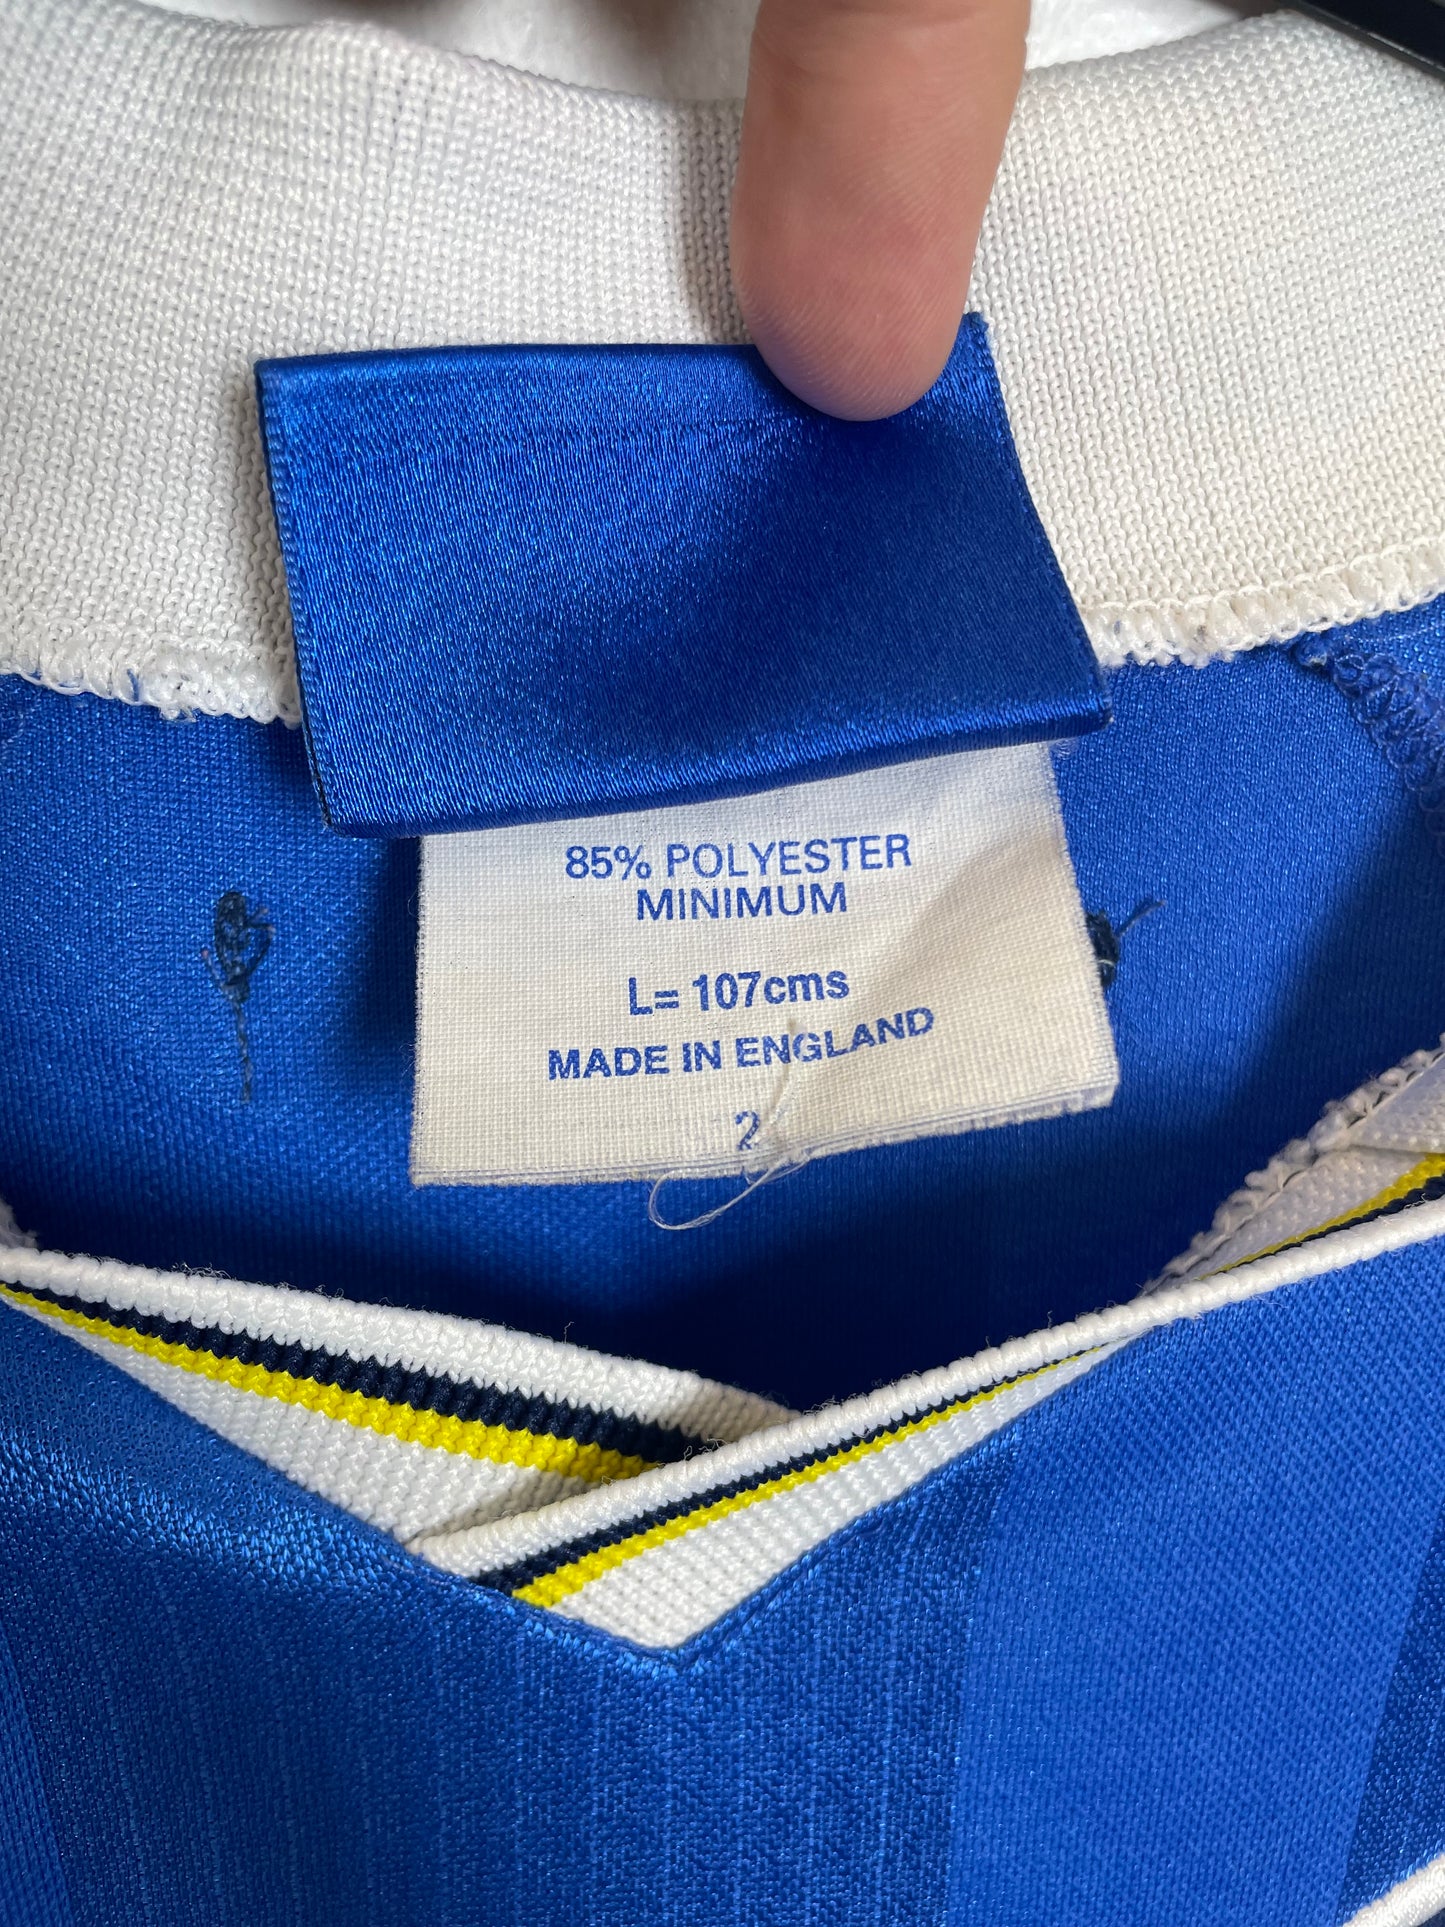 85% POLYESTER
MINIMUM
L= 107cms
MADE IN ENGLAND
2